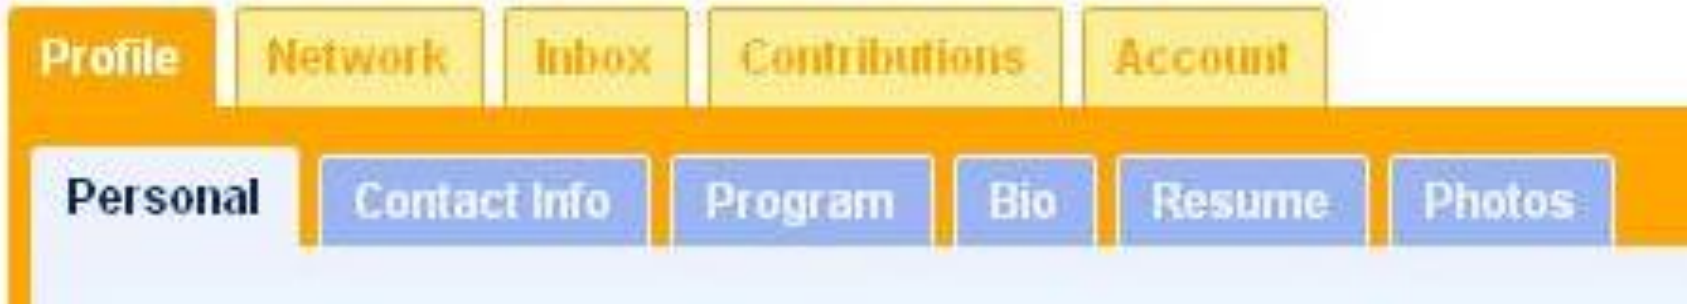 Profile Network Inbox Contributions Account
Personal Contact Info Program Bio Resume Photos